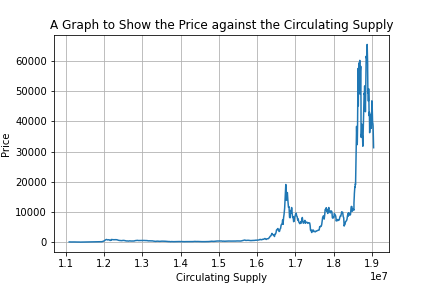 A Graph to Show the Price against the Circulating Supply
60000
50000
40000
30000
20000
10000
0
Price
1.1 1.2 1.3 1.4 1.5 1.6 1.7 1.8 1.9
1e7
Circulating Supply